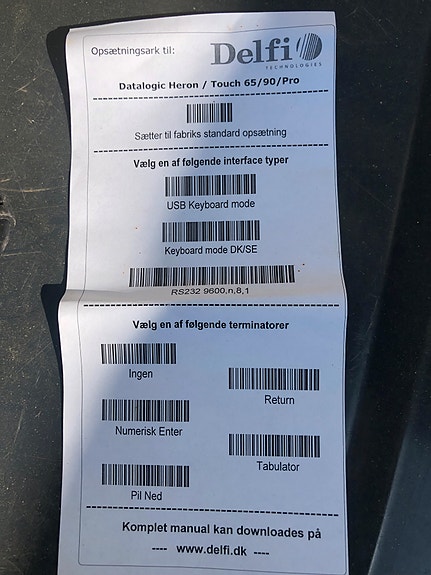 Opsætningsark til:
Delfi
TECHNOLOGIES
Datalogic Heron / Touch 65/90/Pro
Sætter til fabriks standard opsætning
Vælg en af følgende interface typer
USB Keyboard mode
Keyboard mode DK/SE
RS232 9600,n,8,1
Vælg en af følgende terminatorer
Ingen
Return
Numerisk Enter
Tabulator
Pil Ned
Komplet manual kan downloades på
---- www.delfi.dk ----